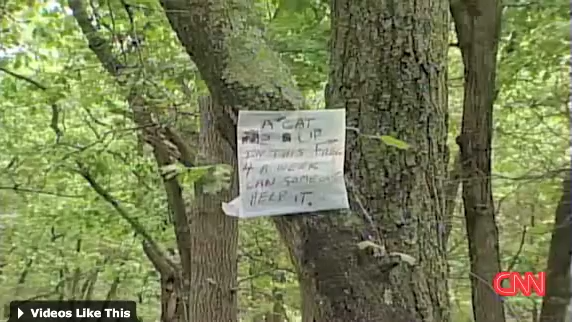 A CAT
UP
IN THIS TREE
4 A WEEK
CAN SOMEONE
HELP IT.
CNN
Videos Like This